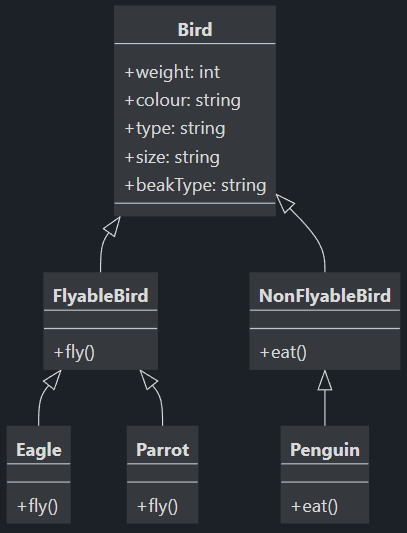 Bird
+weight: int
+colour: string
+type: string
+size: string
+beakType: string
FlyableBird
+fly()
NonFlyableBird
+eat()
Eagle
+fly()
Parrot
+fly()
Penguin
+eat()